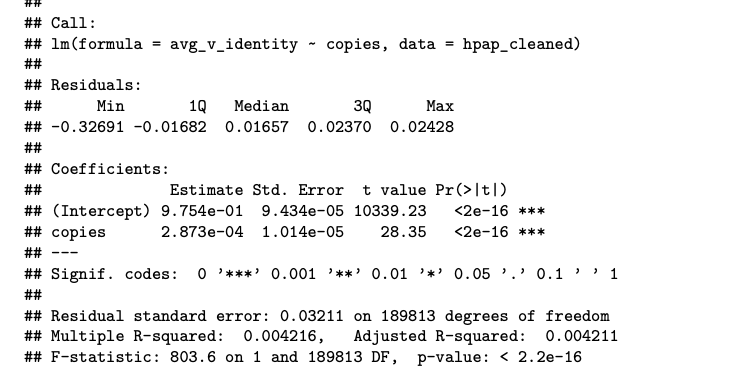 ##
## Call:
## lm(formula = avg_v_identity ~ copies, data = hpap_cleaned)
##
## Residuals:
##      Min       1Q   Median       3Q      Max
## -0.32691 -0.01682  0.01657  0.02370  0.02428
##
## Coefficients:
##              Estimate Std. Error  t value Pr(>|t|)
## (Intercept) 9.754e-01  9.434e-05 10339.23   <2e-16 ***
## copies      2.873e-04  1.014e-05    28.35   <2e-16 ***
## ---
## Signif. codes:  0 '***' 0.001 '**' 0.01 '*' 0.05 '.' 0.1 ' ' 1
##
## Residual standard error: 0.03211 on 189813 degrees of freedom
## Multiple R-squared:  0.004216,	Adjusted R-squared:  0.004211
## F-statistic: 803.6 on 1 and 189813 DF,  p-value: < 2.2e-16